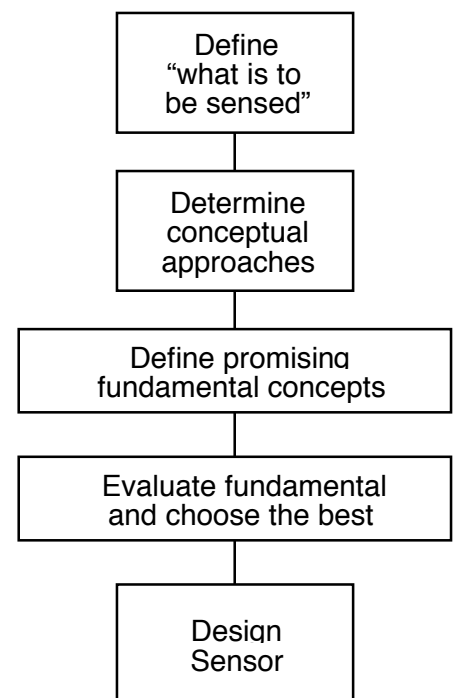 Define
“what is to
be sensed”
Determine
conceptual
approaches
Define promising
fundamental concepts
Evaluate fundamental
and choose the best
Design
Sensor